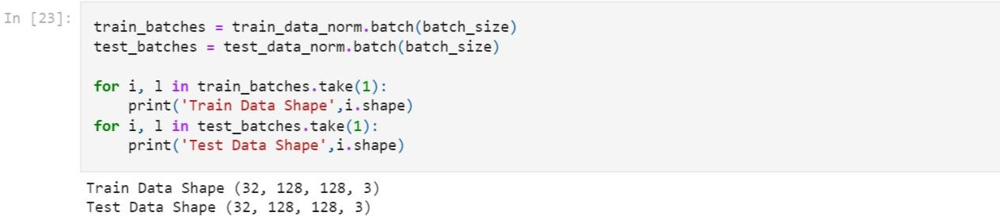 In [23]:
train_batches = train_data_norm.batch(batch_size)
test_batches = test_data_norm.batch(batch_size)
for i, l in train_batches.take(1):
    print('Train Data Shape',i.shape)
for i, l in test_batches.take(1):
    print('Test Data Shape',i.shape)
Train Data Shape (32, 128, 128, 3)
Test Data Shape (32, 128, 128, 3)